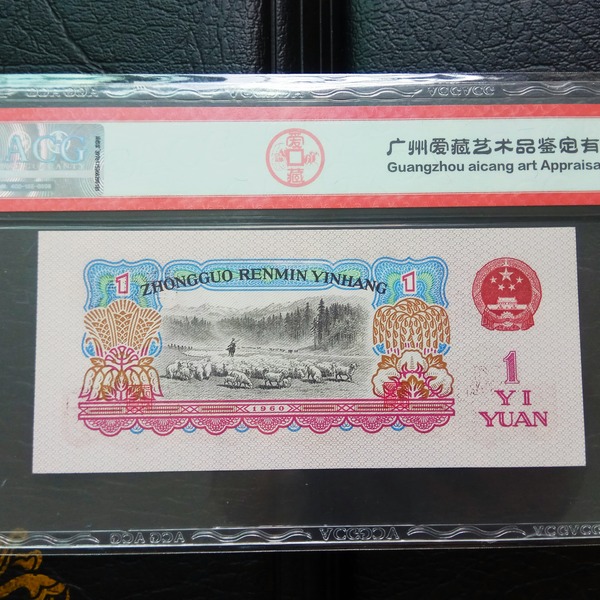 ACG
爱藏
广州爱藏艺术品鉴定有
Guangzhou aicang art Appraisa
1
ZHONGGUO RENMIN YINHANG
1
1960
1
YI
YUAN